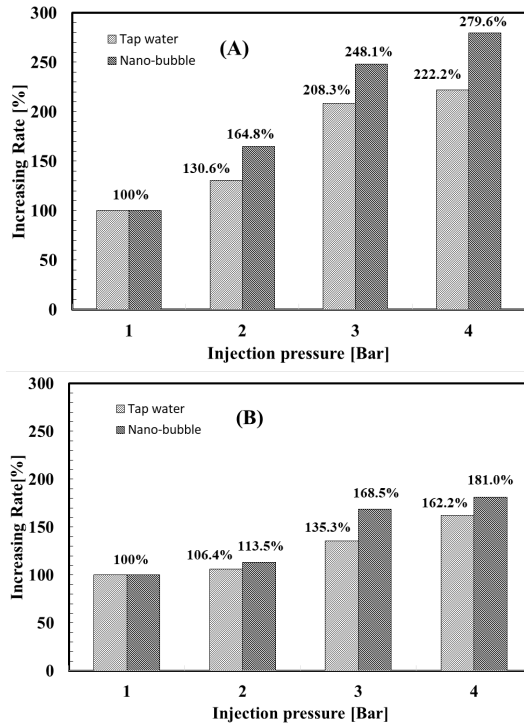 300
Tap water
Nano-bubble
(A)
279.6%
248.1%
250
222.2%
208.3%
200
164.8%
150
130.6%
100%
100
50
0
Increasing Rate [%]
1 2 3 4
Injection pressure [Bar]
300
Tap water
Nano-bubble
(B)
250
200
181.0%
168.5%
162.2%
150
135.3%
113.5%
106.4%
100%
100
50
0
Increasing Rate[%]
1 2 3 4
Injection pressure [Bar]